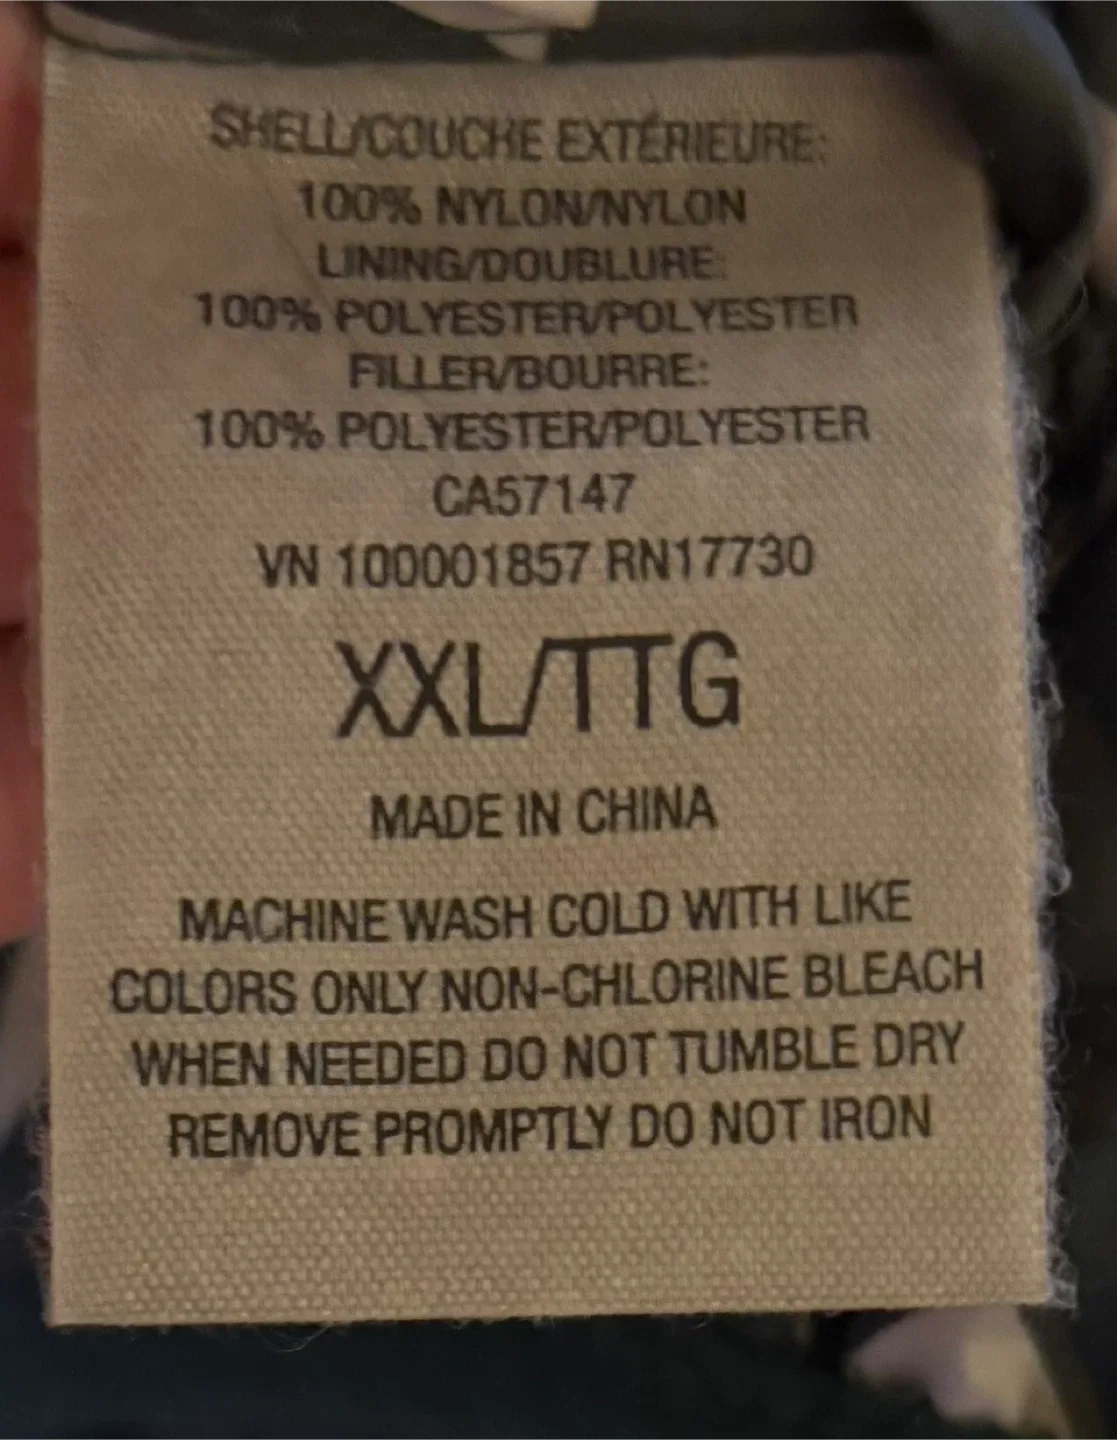 SHELL/COUCHE EXTÉRIEURE:
100% NYLON/NYLON
LINING/DOUBLURE:
100% POLYESTER/POLYESTER
FILLER/BOURRE:
100% POLYESTER/POLYESTER
CA57147
VN 100001857 RN17730
XXL/TTG
MADE IN CHINA
MACHINE WASH COLD WITH LIKE
COLORS ONLY NON-CHLORINE BLEACH
WHEN NEEDED DO NOT TUMBLE DRY
REMOVE PROMPTLY DO NOT IRON